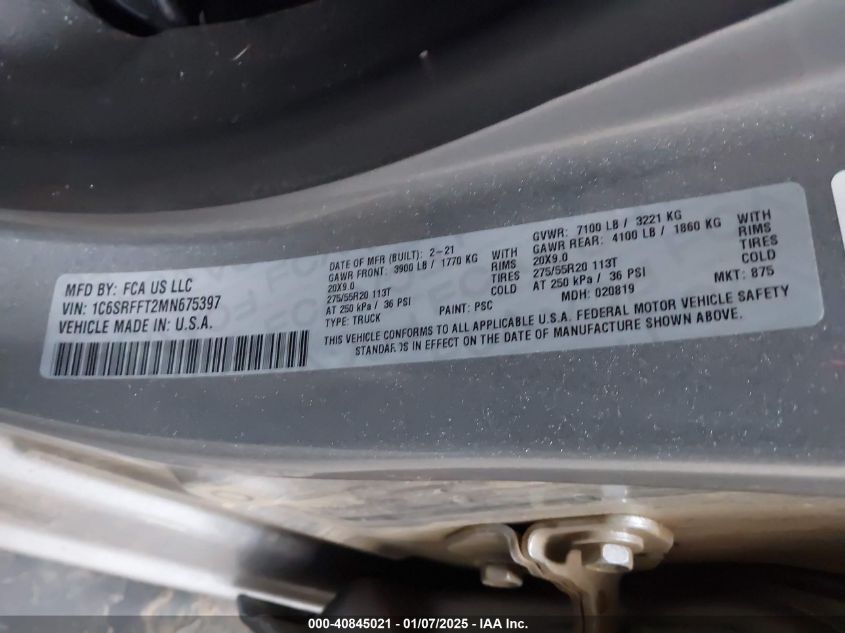 MFD BY: FCA US LLC
VIN: 1C6SRFFT2MN675397
VEHICLE MADE IN: U.S.A.
DATE OF MFR (BUILT): 2-21
GAWR FRONT: 3900 LB / 1770 KG WITH
20X9.0 RIMS
275/55R20 113T TIRES
AT 250 kPa / 36 PSI COLD
TYPE: TRUCK PAINT: PSC
GVWR: 7100 LB / 3221 KG
GAWR REAR: 4100 LB / 1860 KG WITH
20X9.0 RIMS
275/55R20 113T TIRES
AT 250 kPa / 36 PSI COLD
MDH: 020819 MKT: 875
THIS VEHICLE CONFORMS TO ALL APPLICABLE U.S.A. FEDERAL MOTOR VEHICLE SAFETY
STANDARDS IN EFFECT ON THE DATE OF MANUFACTURE SHOWN ABOVE.
000-40845021 - 01/07/2025 - IAA Inc.